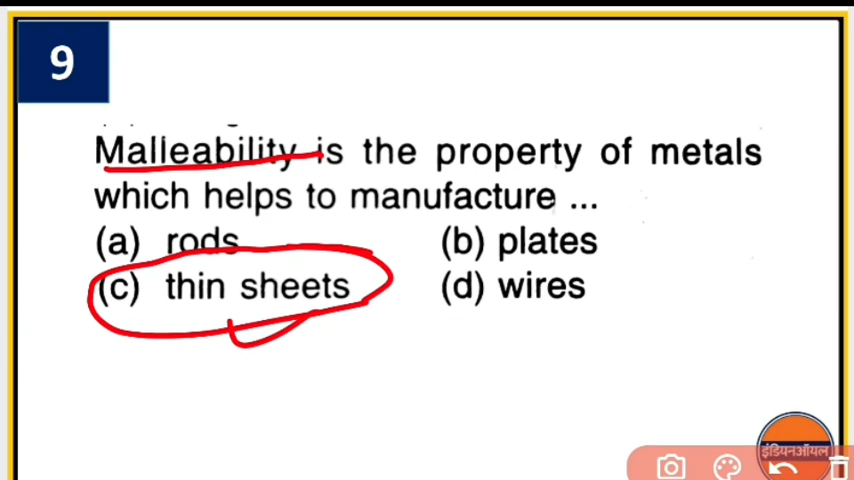 9
Malleability is the property of metals
which helps to manufacture ...
(a) rods (b) plates
(c) thin sheets (d) wires
इंडियनऑयल